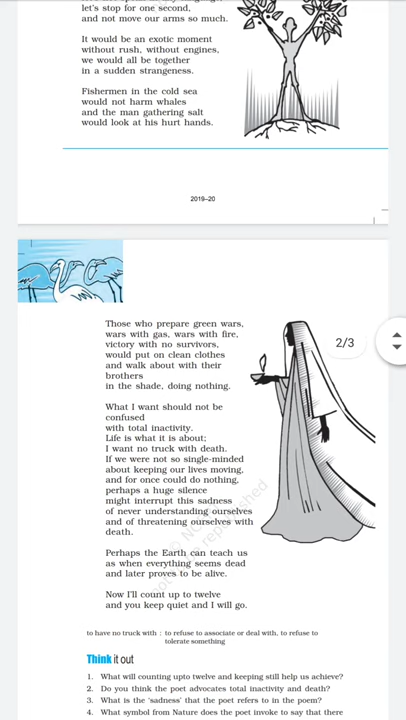 let's stop for one second,
and not move our arms so much.
It would be an exotic moment
without rush, without engines,
we would all be together
in a sudden strangeness.
Fishermen in the cold sea
would not harm whales
and the man gathering salt
would look at his hurt hands.
2019–20
Those who prepare green wars,
wars with gas, wars with fire,
victory with no survivors,
would put on clean clothes
and walk about with their
brothers
in the shade, doing nothing.
2/3
What I want should not be
confused
with total inactivity.
Life is what it is about;
I want no truck with death.
If we were not so single-minded
about keeping our lives moving,
and for once could do nothing,
perhaps a huge silence
might interrupt this sadness
of never understanding ourselves
and of threatening ourselves with
death.
Perhaps the Earth can teach us
as when everything seems dead
and later proves to be alive.
Now I'll count up to twelve
and you keep quiet and I will go.
to have no truck with : to refuse to associate or deal with, to refuse to
tolerate something
Think it out
1. What will counting upto twelve and keeping still help us achieve?
2. Do you think the poet advocates total inactivity and death?
3. What is the 'sadness' that the poet refers to in the poem?
4. What symbol from Nature does the poet invoke to say that there